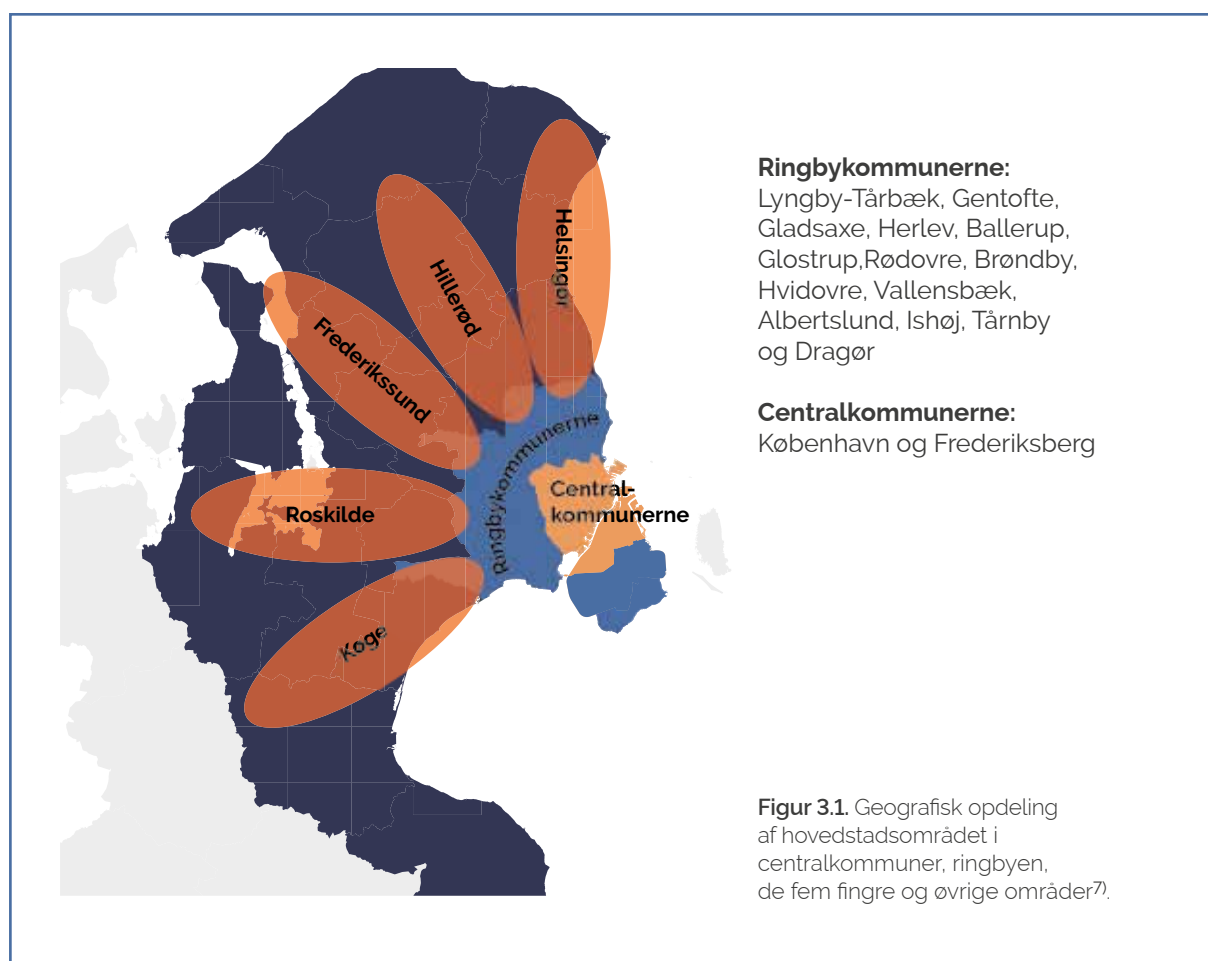 Helsingør
Hillerød
Frederikssund
Ringbykommunerne
Central-
kommunerne
Roskilde
Køge
Ringbykommunerne:
Lyngby-Tårbæk, Gentofte,
Gladsaxe, Herlev, Ballerup,
Glostrup,Rødovre, Brøndby,
Hvidovre, Vallensbæk,
Albertslund, Ishøj, Tårnby
og Dragør
Centralkommunerne:
København og Frederiksberg
Figur 3.1. Geografisk opdeling
af hovedstadsområdet i
centralkommuner, ringbyen,
de fem fingre og øvrige områder⁷⁾.